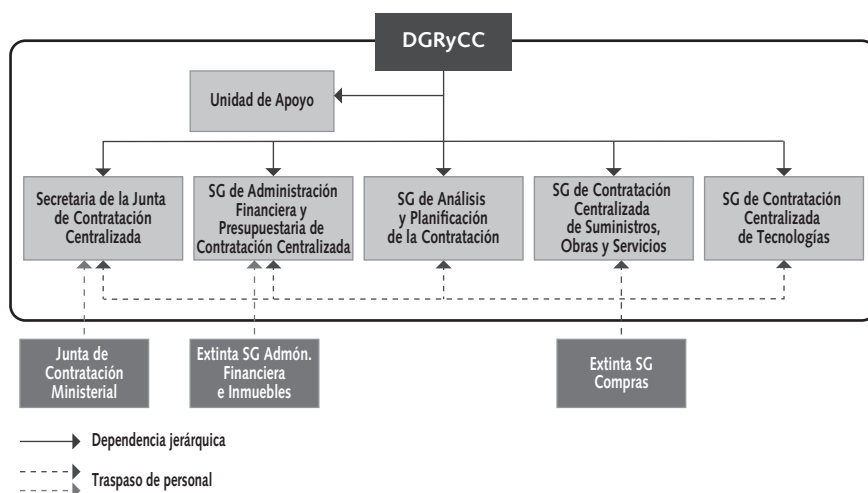 DGRyCC
Unidad de Apoyo
Secretaria de la Junta
de Contratación
Centralizada
SG de Administración
Financiera y
Presupuestaria de
Contratación Centralizada
SG de Análisis
y Planificación
de la Contratación
SG de Contratación
Centralizada
de Suministros,
Obras y Servicios
SG de Contratación
Centralizada
de Tecnologías
Junta de
Contratación
Ministerial
Extinta SG Admón.
Financiera
e Inmuebles
Extinta SG
Compras
Dependencia jerárquica
Traspaso de personal